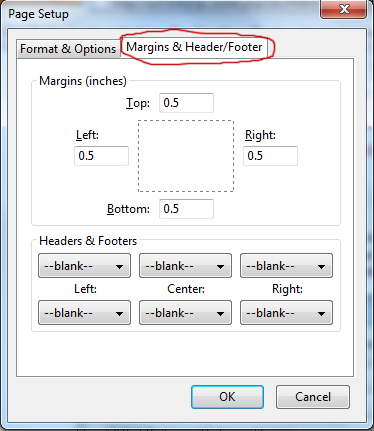 Page Setup
Format & Options
Margins & Header/Footer
Margins (inches)
Top: 0.5
Left:
Right:
0.5
0.5
Bottom: 0.5
Headers & Footers
--blank-- --blank-- --blank--
Left: Center: Right:
--blank-- --blank-- --blank--
OK Cancel